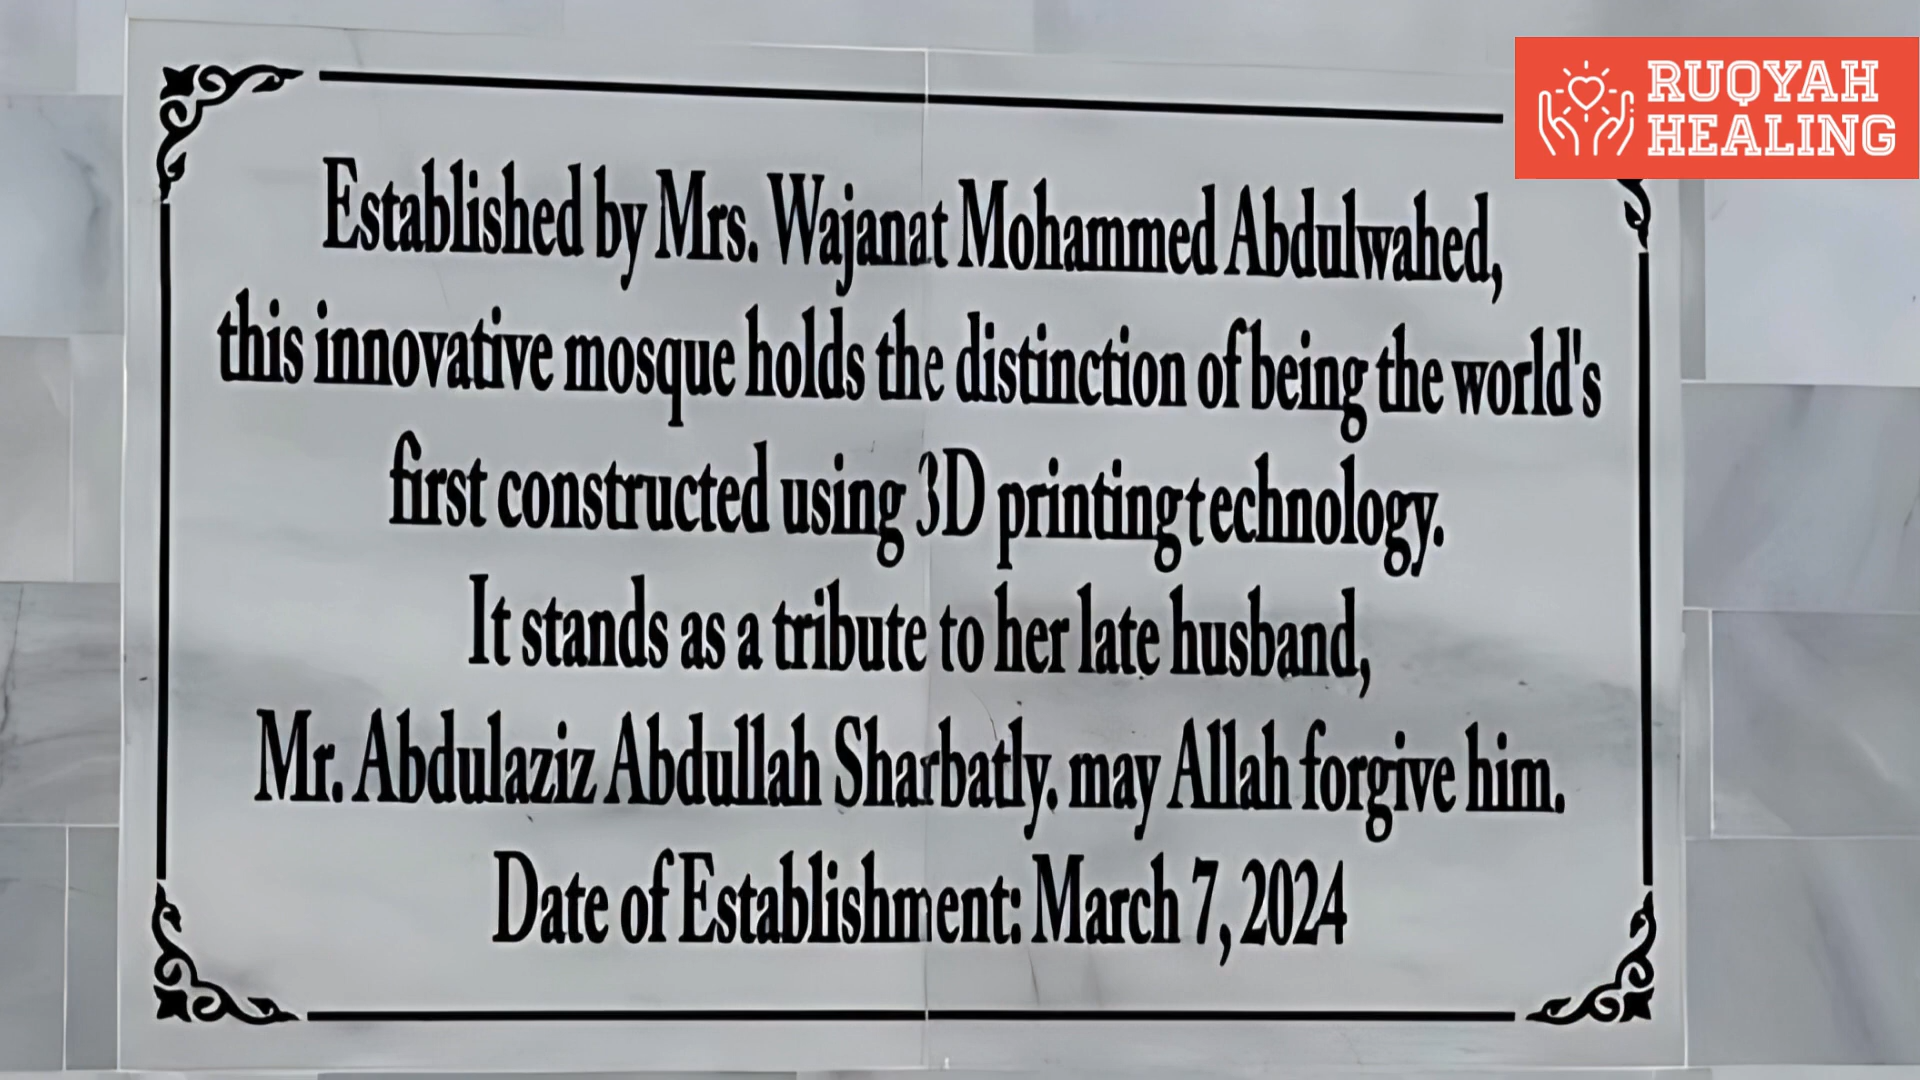 RUQYAH
HEALING
Established by Mrs. Wajanat Mohammed Abdulwahed,
this innovative mosque holds the distinction of being the world's
first constructed using 3D printing technology.
It stands as a tribute to her late husband,
Mr. Abdulaziz Abdullah Sharbatly. may Allah forgive him.
Date of Establishment: March 7, 2024